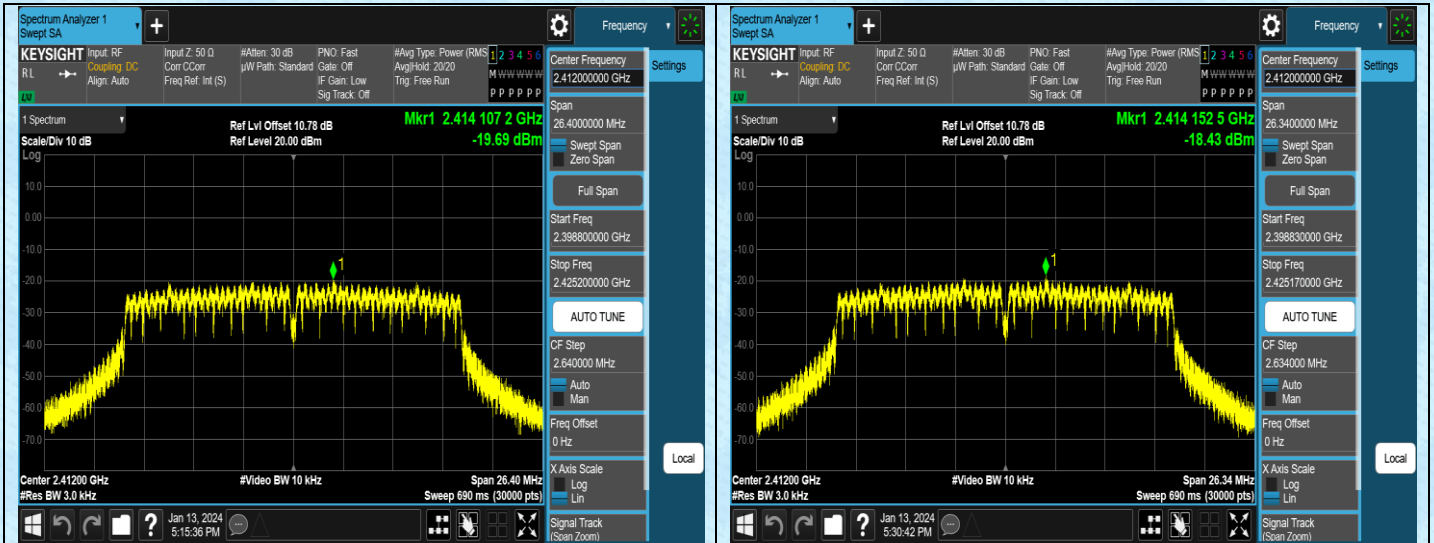 Spectrum Analyzer 1
Swept SA
+
Frequency
KEYSIGHT
RL
LXI
Input: RF
Coupling: DC
Align: Auto
Input Z: 50 Ω
Corr CCorr
Freq Ref: Int (S)
#Atten: 30 dB
µW Path: Standard
PNO: Fast
Gate: Off
IF Gain: Low
Sig Track: Off
#Avg Type: Power (RMS
Avg|Hold: 20/20
Trig: Free Run
1 2 3 4 5 6
M W W W W W
P P P P P P
Center Frequency
2.412000000 GHz
Settings
1 Spectrum
Scale/Div 10 dB
Log
Ref Lvl Offset 10.78 dB
Ref Level 20.00 dBm
Mkr1 2.414 107 2 GHz
-19.69 dBm
10.0
0.00
-10.0
-20.0
-30.0
-40.0
-50.0
-60.0
-70.0
1
Center 2.41200 GHz
#Res BW 3.0 kHz
#Video BW 10 kHz
Span 26.40 MHz
Sweep 690 ms (30000 pts)
Span
26.4000000 MHz
Swept Span
Zero Span
Full Span
Start Freq
2.398800000 GHz
Stop Freq
2.425200000 GHz
AUTO TUNE
CF Step
2.640000 MHz
Auto
Man
Freq Offset
0 Hz
X Axis Scale
Log
Lin
Signal Track
(Span Zoom)
Local
?
Jan 13, 2024
5:15:36 PM
Spectrum Analyzer 1
Swept SA
+
Frequency
KEYSIGHT
RL
LXI
Input: RF
Coupling: DC
Align: Auto
Input Z: 50 Ω
Corr CCorr
Freq Ref: Int (S)
#Atten: 30 dB
µW Path: Standard
PNO: Fast
Gate: Off
IF Gain: Low
Sig Track: Off
#Avg Type: Power (RMS
Avg|Hold: 20/20
Trig: Free Run
1 2 3 4 5 6
M W W W W W
P P P P P P
Center Frequency
2.412000000 GHz
Settings
1 Spectrum
Scale/Div 10 dB
Log
Ref Lvl Offset 10.78 dB
Ref Level 20.00 dBm
Mkr1 2.414 152 5 GHz
-18.43 dBm
10.0
0.00
-10.0
-20.0
-30.0
-40.0
-50.0
-60.0
-70.0
1
Center 2.41200 GHz
#Res BW 3.0 kHz
#Video BW 10 kHz
Span 26.34 MHz
Sweep 690 ms (30000 pts)
Span
26.3400000 MHz
Swept Span
Zero Span
Full Span
Start Freq
2.398830000 GHz
Stop Freq
2.425170000 GHz
AUTO TUNE
CF Step
2.634000 MHz
Auto
Man
Freq Offset
0 Hz
X Axis Scale
Log
Lin
Signal Track
(Span Zoom)
Local
?
Jan 13, 2024
5:30:42 PM